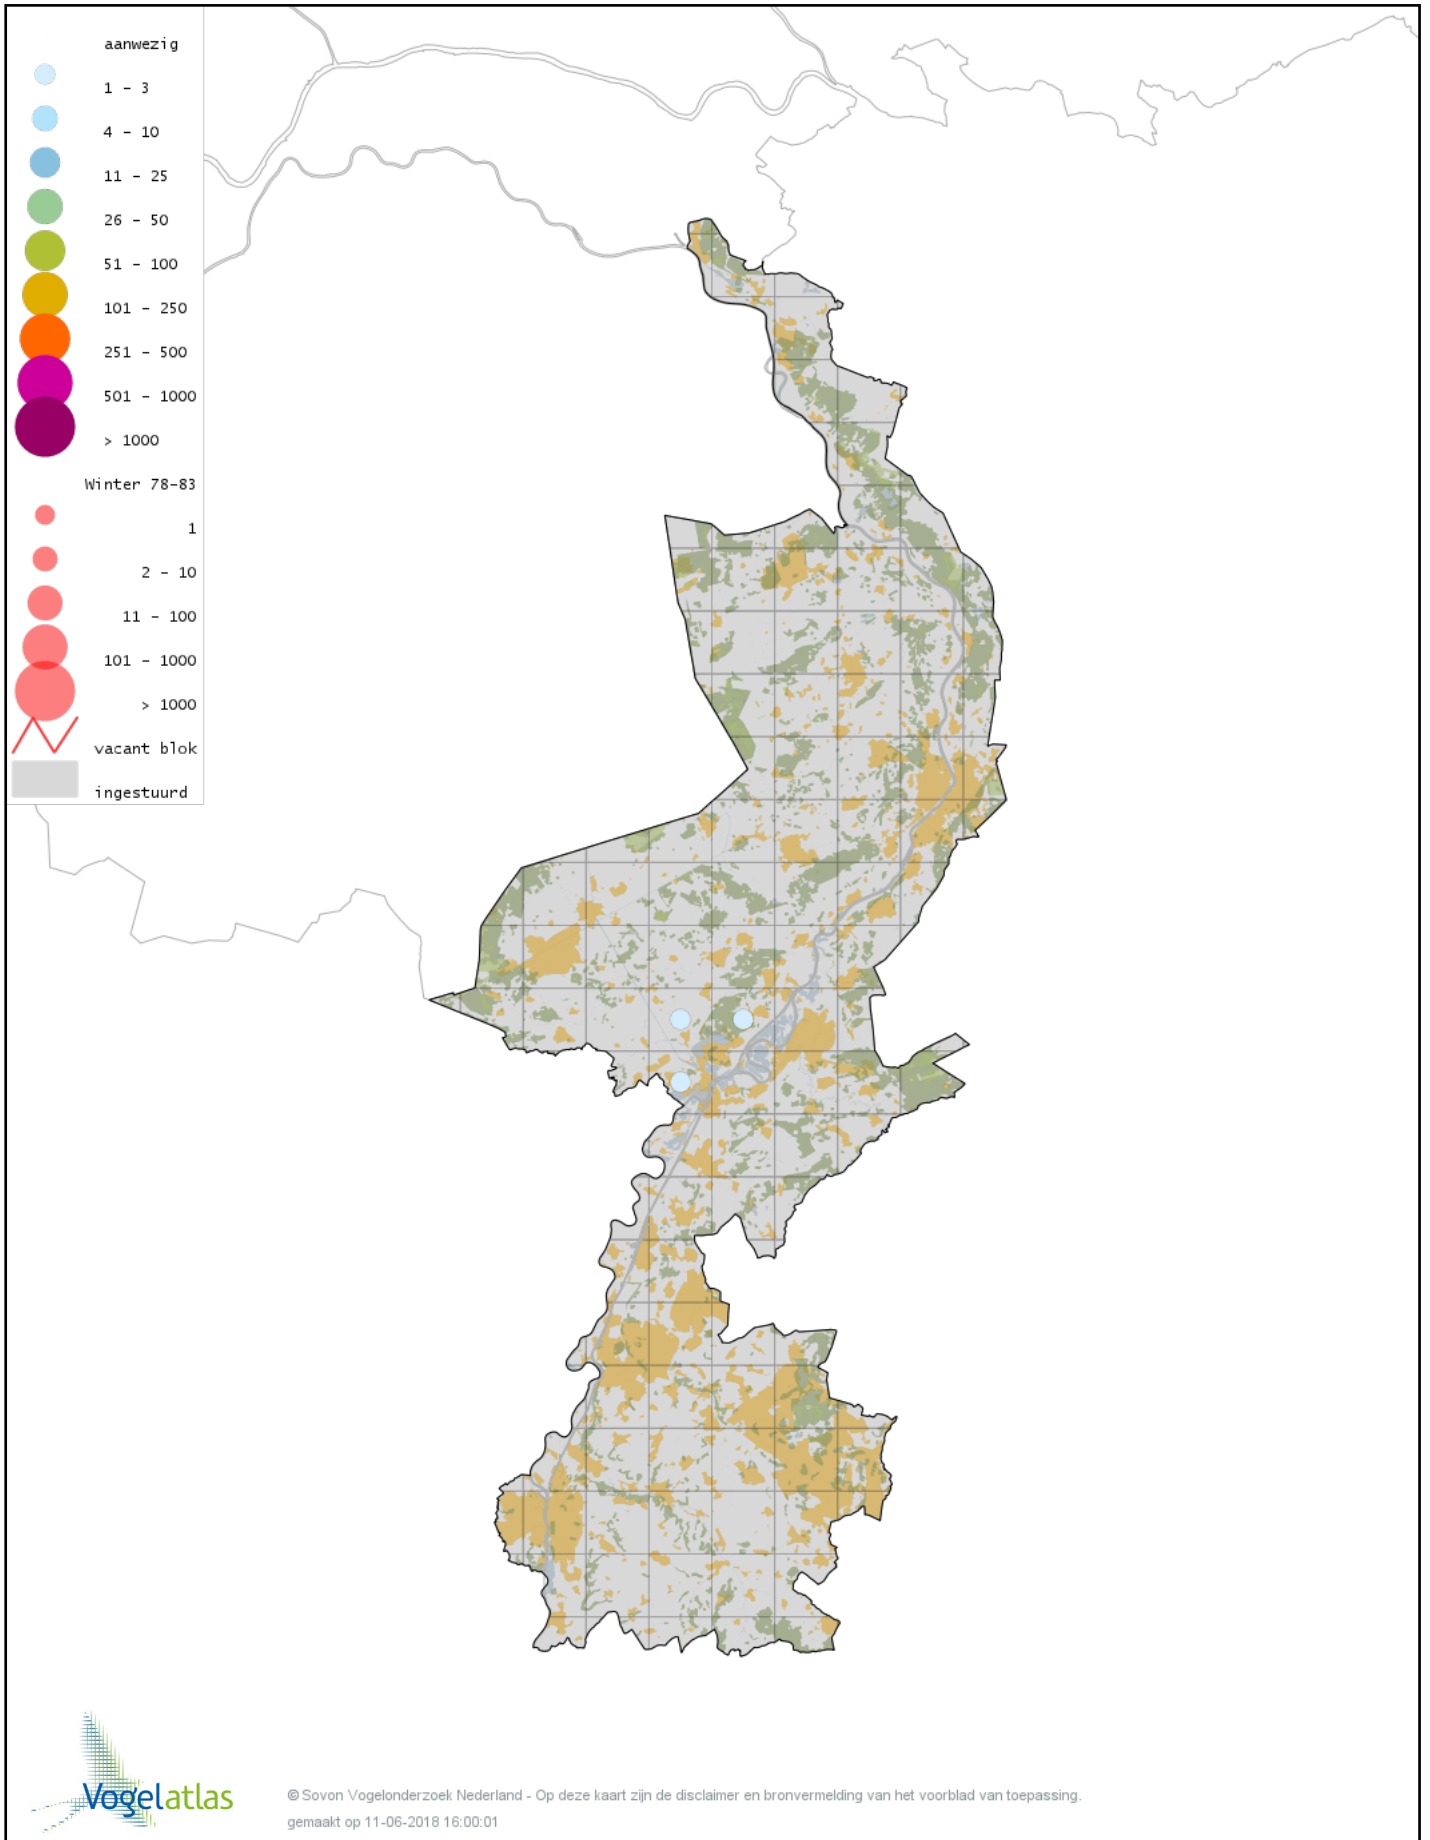 aanwezig
1 – 3
4 – 10
11 – 25
26 – 50
51 – 100
101 – 250
251 – 500
501 – 1000
> 1000
Winter 78-83
1
2 – 10
11 – 100
101 – 1000
> 1000
vacant blok
ingestuurd
Vogelatlas
© Sovon Vogelonderzoek Nederland - Op deze kaart zijn de disclaimer en bronvermelding van het voorblad van toepassing.
gemaakt op 11-06-2018 16:00:01